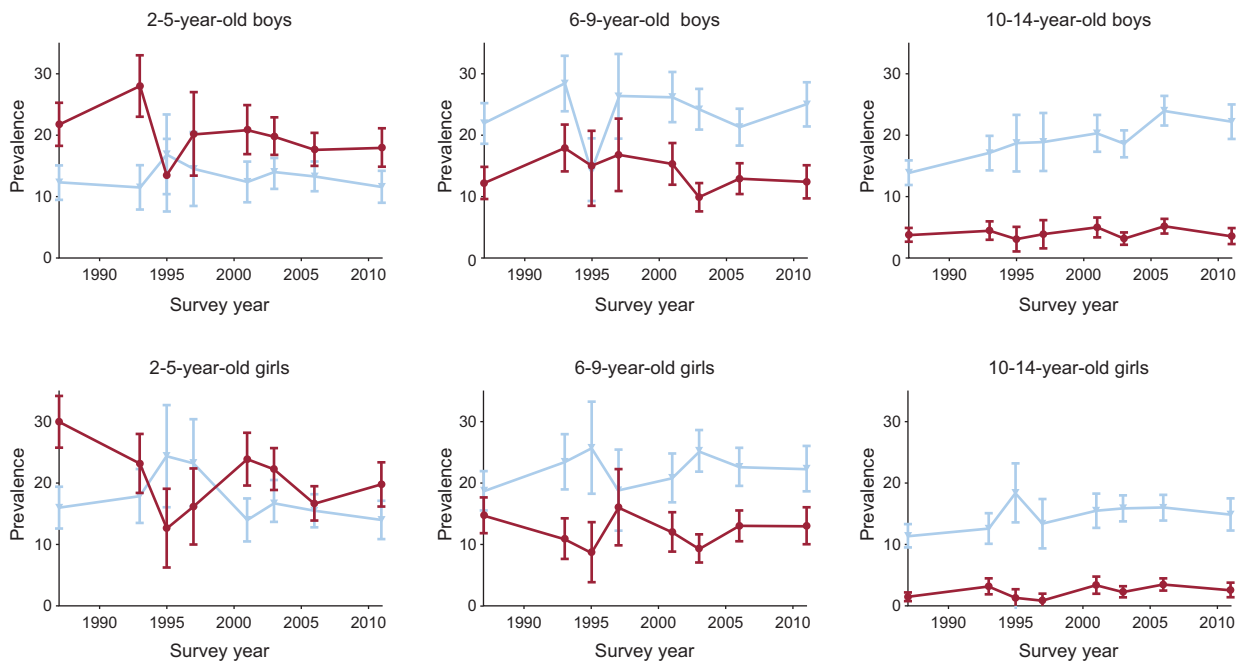 2-5-year-old boys
Prevalence
30
20
10
0
1990 1995 2000 2005 2010
Survey year
6-9-year-old  boys
Prevalence
30
20
10
0
1990 1995 2000 2005 2010
Survey year
10-14-year-old boys
Prevalence
30
20
10
0
1990 1995 2000 2005 2010
Survey year
2-5-year-old girls
Prevalence
30
20
10
0
1990 1995 2000 2005 2010
Survey year
6-9-year-old girls
Prevalence
30
20
10
0
1990 1995 2000 2005 2010
Survey year
10-14-year-old girls
Prevalence
30
20
10
0
1990 1995 2000 2005 2010
Survey year